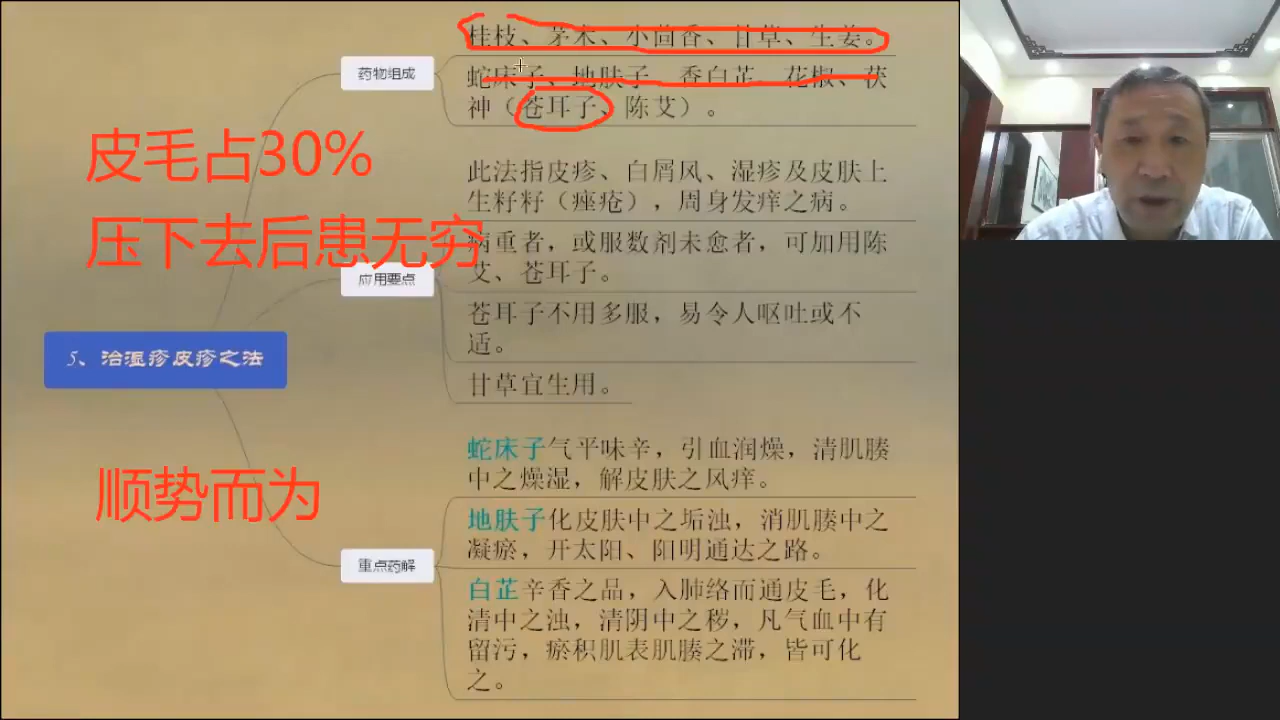 药物组成
桂枝、茅术、小茴香、甘草、生姜。
蛇床子、地肤子、香白芷、花椒、茯
神（苍耳子、陈艾）。
皮毛占30%
压下去后患无穷
应用要点
此法指皮疹、白屑风、湿疹及皮肤上
生籽籽（痤疮），周身发痒之病。
病重者，或服数剂未愈者，可加用陈
艾、苍耳子。
苍耳子不用多服，易令人呕吐或不
适。
甘草宜生用。
5、治湿疹皮疹之法
顺势而为
重点药解
蛇床子气平味辛，引血润燥，清肌腠
中之燥湿，解皮肤之风痒。
地肤子化皮肤中之垢浊，消肌腠中之
凝瘀，开太阳、阳明通达之路。
白芷辛香之品，入肺络而通皮毛，化
清中之浊，清阴中之秽，凡气血中有
留污，瘀积肌表肌腠之滞，皆可化
之。